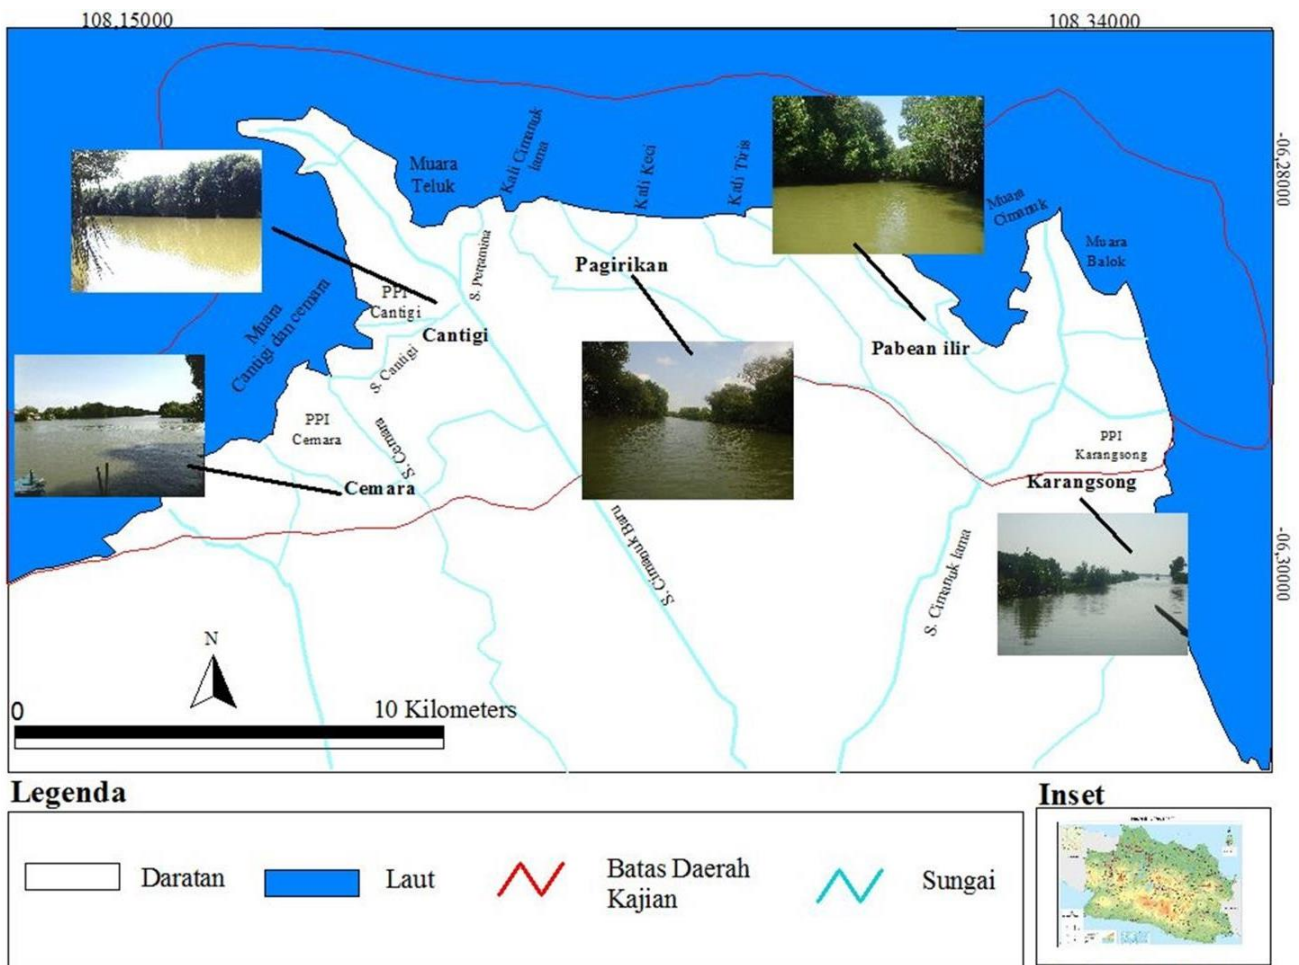 108,15000
108,34000
-06,28000
-06,30000
Muara
Teluk
Kali Cimanuk
lama
Kali Keci
Kali Tiris
Muara
Cimanuk
Muara
Balok
Muara
Cantigi dan cemara
PPI
Cantigi
Cantigi
S. Pertamina
Pagirikan
Pabean ilir
S. Cantigi
PPI
Cemara
S. Cemara
Cemara
PPI
Karangsong
Karangsong
S. Cimanuk Baru
S. Cimanuk lama
N
0
10 Kilometers
Legenda
Daratan
Laut
Batas Daerah
Kajian
Sungai
Inset